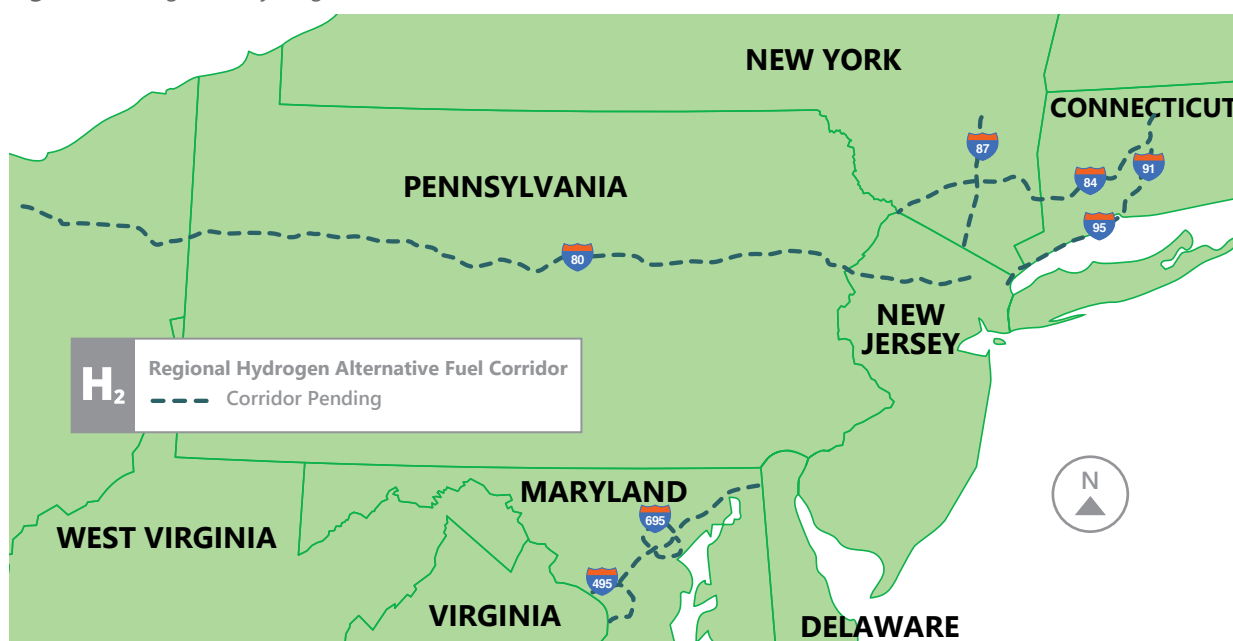 NEW YORK
CONNECTICUT
87
84
91
95
PENNSYLVANIA
80
NEW
JERSEY
H₂
Regional Hydrogen Alternative Fuel Corridor
Corridor Pending
N
MARYLAND
695
WEST VIRGINIA
495
VIRGINIA
DELAWARE